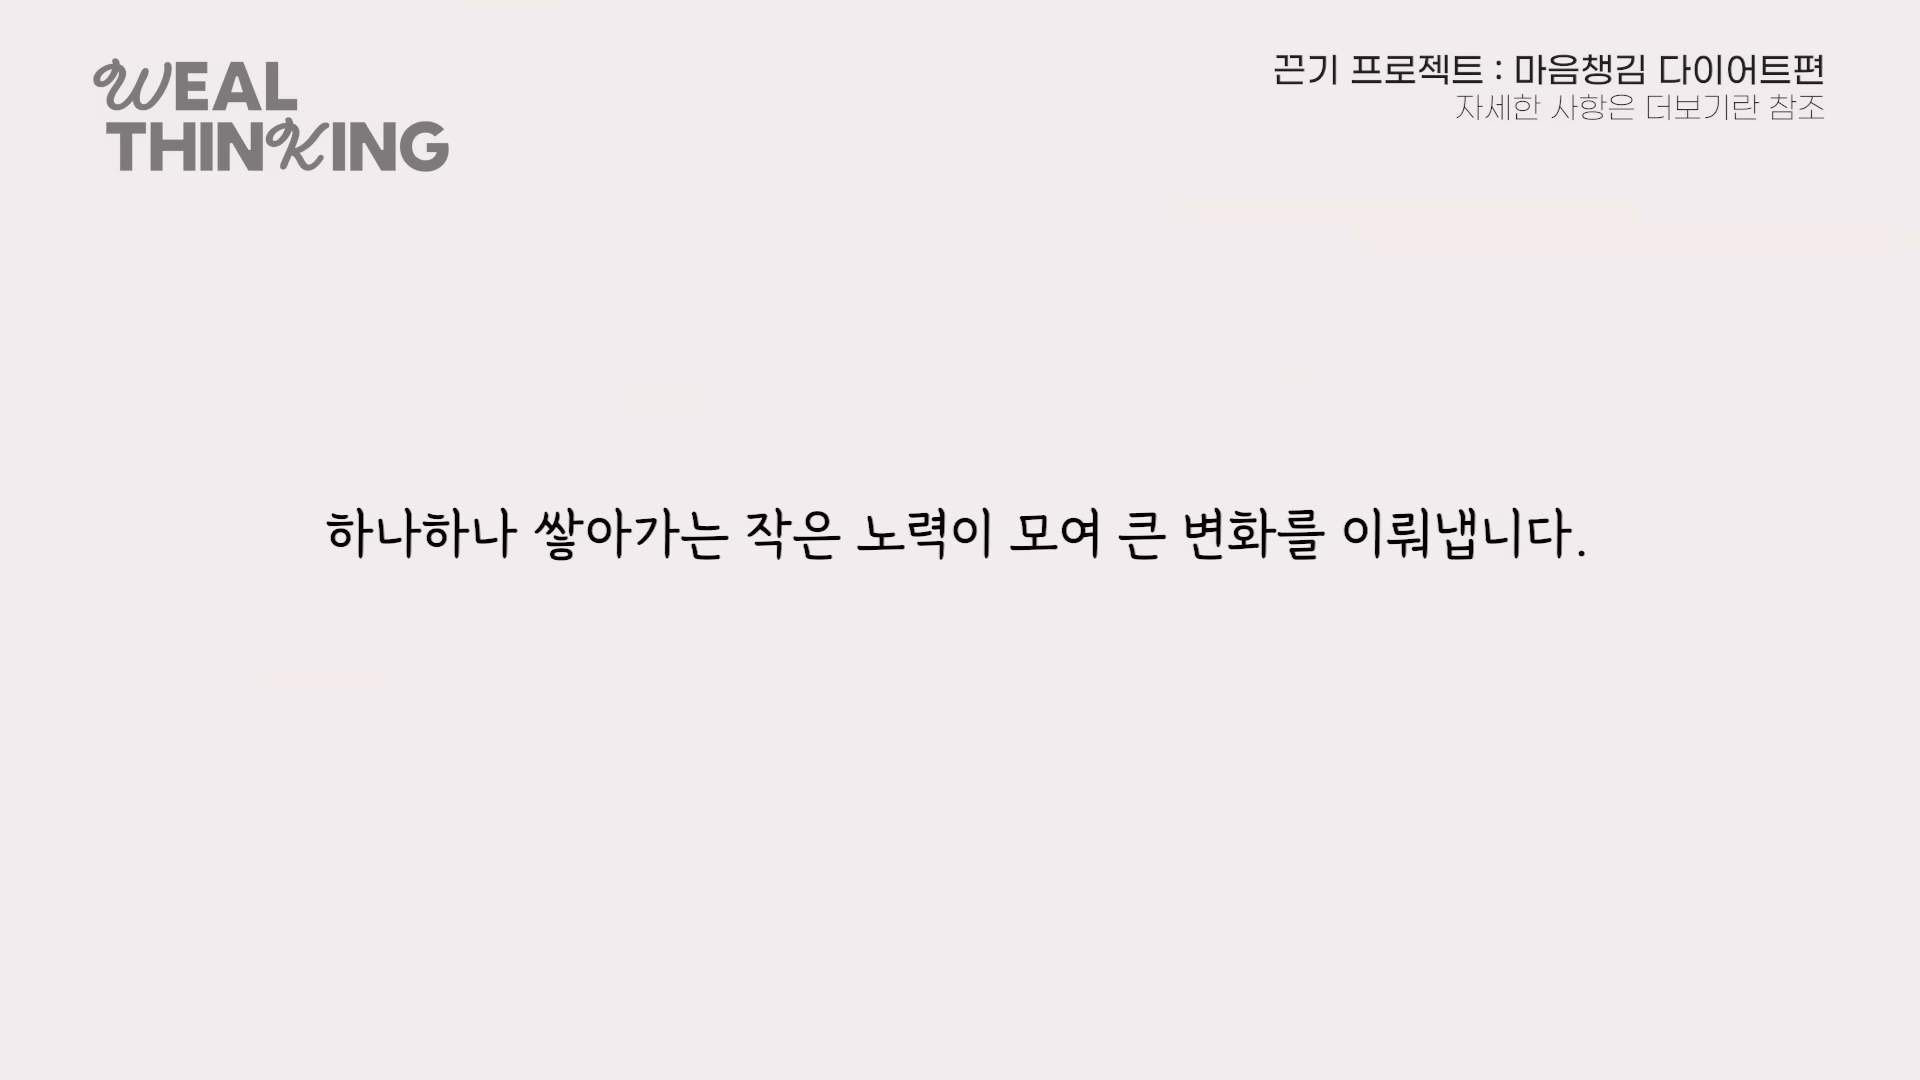 WEAL
THINKING
끈기 프로젝트 : 마음챙김 다이어트편
자세한 사항은 더보기란 참조
하나하나 쌓아가는 작은 노력이 모여 큰 변화를 이뤄냅니다.